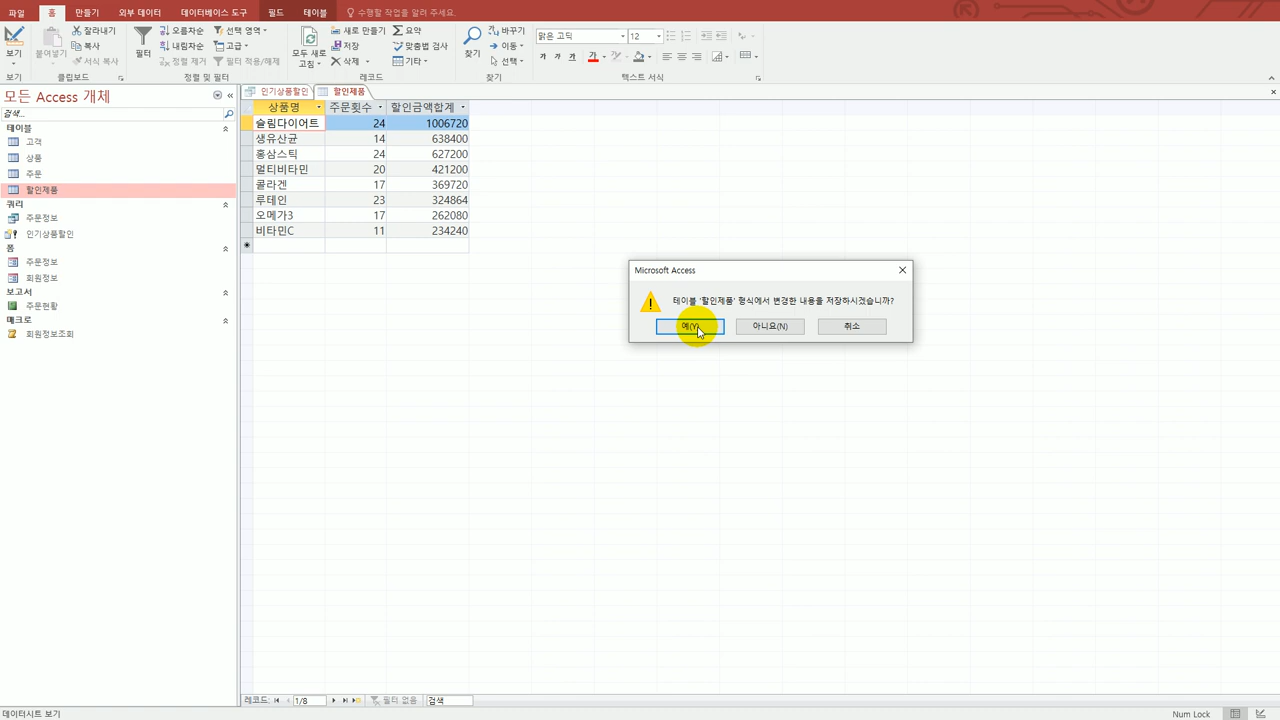 파일 홈 만들기 외부 데이터 데이터베이스 도구 필드 테이블 수행할 작업을 알려 주세요.
보기
붙여넣기
잘라내기
복사
서식 복사
필터
오름차순
내림차순
정렬 제거
선택 영역
고급
필터 적용/해제
모두 새로
고침
새로 만들기
저장
삭제
요약
맞춤법 검사
기타
찾기
바꾸기
이동
선택
맑은 고딕 12
가 가 가 가
보기 클립보드 정렬 및 필터 레코드 찾기 텍스트 서식
모든 Access 개체
검색...
테이블
고객
상품
주문
할인제품
쿼리
주문정보
인기상품할인
폼
주문정보
회원정보
보고서
주문현황
매크로
회원정보조회
인기상품할인 할인제품
상품명 주문횟수 할인금액합계
슬림다이어트 24 1006720
생유산균 14 638400
홍삼스틱 24 627200
멀티비타민 20 421200
콜라겐 17 369720
루테인 23 324864
오메가3 17 262080
비타민C 11 234240
Microsoft Access
테이블 '할인제품' 형식에서 변경한 내용을 저장하시겠습니까?
예(Y) 아니요(N) 취소
레코드: 1/8 필터 없음 검색
데이터시트 보기 Num Lock